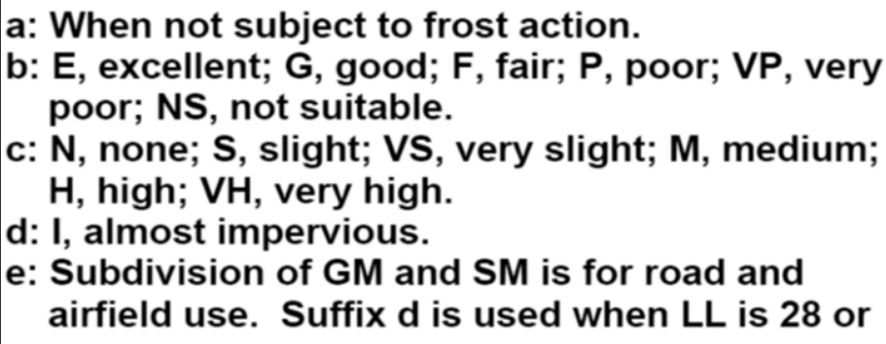 a: When not subject to frost action.
b: E, excellent; G, good; F, fair; P, poor; VP, very
poor; NS, not suitable.
c: N, none; S, slight; VS, very slight; M, medium;
H, high; VH, very high.
d: I, almost impervious.
e: Subdivision of GM and SM is for road and
airfield use.  Suffix d is used when LL is 28 or